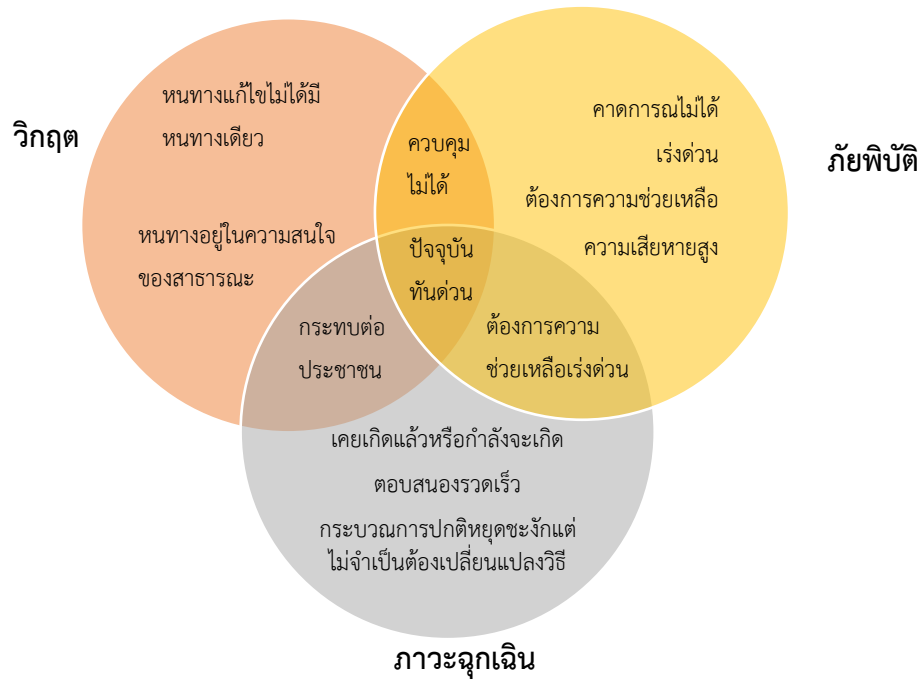 วิกฤต
หนทางแก้ไขไม่ได้มี
หนทางเดียว
หนทางอยู่ในความสนใจ
ของสาธารณะ
ควบคุม
ไม่ได้
คาดการณไม่ได้
เร่งด่วน
ต้องการความช่วยเหลือ
ความเสียหายสูง
ภัยพิบัติ
ปัจจุบัน
ทันด่วน
กระทบต่อ
ประชาชน
ต้องการความ
ช่วยเหลือเร่งด่วน
เคยเกิดแล้วหรือกำลังจะเกิด
ตอบสนองรวดเร็ว
กระบวณการปกติหยุดชะงักแต่
ไม่จำเป็นต้องเปลี่ยนแปลงวิธี
ภาวะฉุกเฉิน